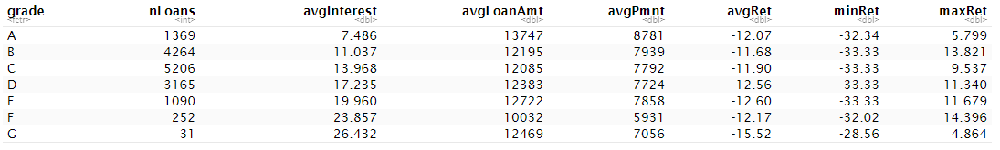 grade nLoans avgInterest avgLoanAmt avgPmnt avgRet minRet maxRet
<fctr> <int> <dbl> <dbl> <dbl> <dbl> <dbl> <dbl>
A 1369 7.486 13747 8781 -12.07 -32.34 5.799
B 4264 11.037 12195 7939 -11.68 -33.33 13.821
C 5206 13.968 12085 7792 -11.90 -33.33 9.537
D 3165 17.235 12383 7724 -12.56 -33.33 11.340
E 1090 19.960 12722 7858 -12.60 -33.33 11.679
F 252 23.857 10032 5931 -12.17 -32.02 14.396
G 31 26.432 12469 7056 -15.52 -28.56 4.864